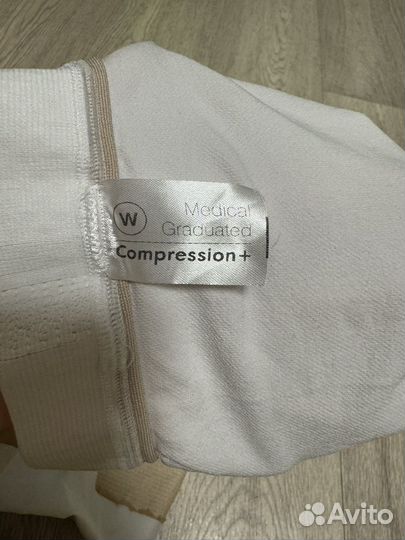 W
Medical
Graduated
Compression+
Avito